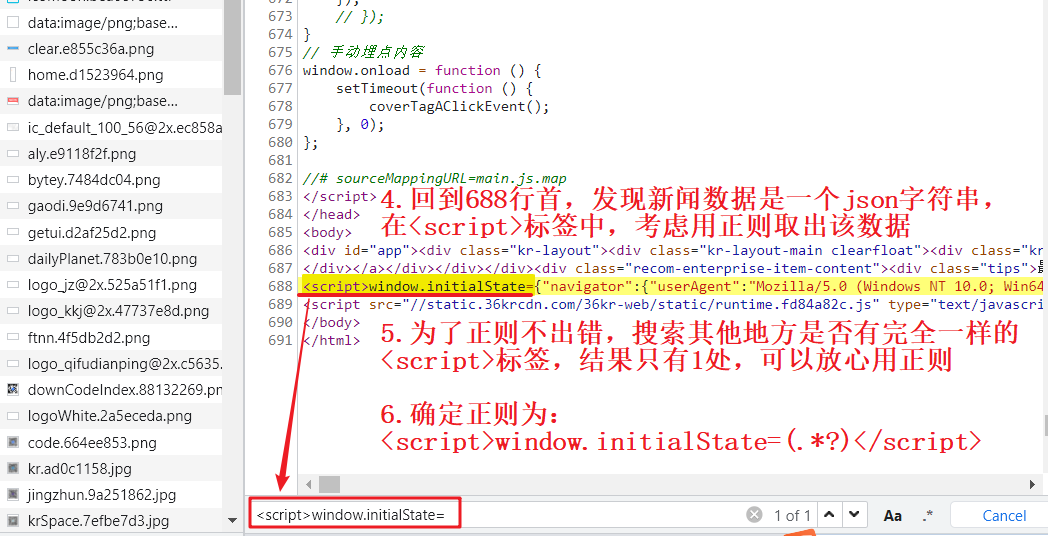 data:image/png;base...
clear.e855c36a.png
home.d1523964.png
data:image/png;base...
ic_default_100_56@2x.ec858a
aly.e9118f2f.png
bytey.7484dc04.png
gaodi.9e9d6741.png
getui.d2af25d2.png
dailyPlanet.783b0e10.png
logo_jz@2x.525a51f1.png
logo_kkj@2x.47737e8d.png
ftnn.4f5db2d2.png
logo_qifudianping@2x.c5635.
downCodeIndex.88132269.pn
logoWhite.2a5eceda.png
code.664ee853.png
kr.ad0c1158.jpg
jingzhun.9a251862.jpg
krSpace.7efbe7d3.jpg
672 });
673 // });
674 }
675 // 手动埋点内容
676 window.onload = function () {
677 setTimeout(function () {
678 coverTagAClickEvent();
679 }, 0);
680 };
681
682 //# sourceMappingURL=main.js.map
683 </script>
684 </head>
685 <body>
686 <div id="app"><div class="kr-layout"><div class="kr-layout-main clearfloat"><div class="kr
687 </div></a></div></div></div><div class="recom-enterprise-item-content"><div class="tips">
688 <script>window.initialState={"navigator":{"userAgent":"Mozilla/5.0 (Windows NT 10.0; Win64
689 <script src="//static.36krcdn.com/36kr-web/static/runtime.fd84a82c.js" type="text/javascri
690 </body>
691 </html>
4.回到688行首，发现新闻数据是一个json字符串，
在<script>标签中，考虑用正则取出该数据
5.为了正则不出错，搜索其他地方是否有完全一样的
<script>标签，结果只有1处，可以放心用正则
6.确定正则为：
<script>window.initialState=(.*?)</script>
<script>window.initialState=
1 of 1
Aa
.*
Cancel